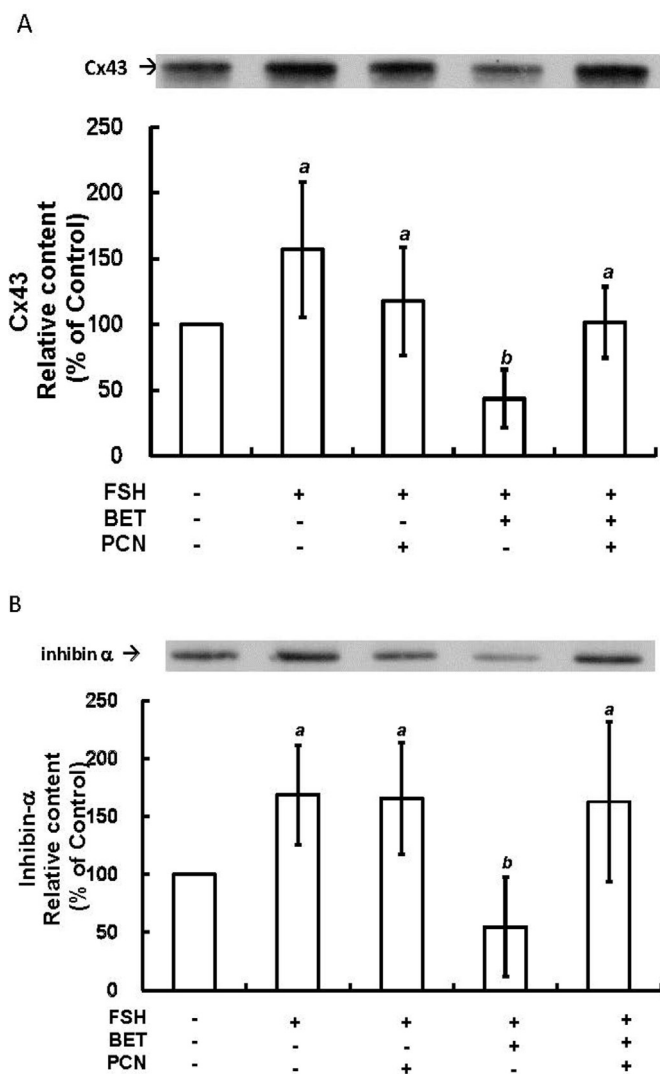 A
Cx43 →
250
200
150
100
50
0
Cx43
Relative content
(% of Control)
a
a
b
a
FSH - + + + +
BET - - - + +
PCN - - + - +
B
inhibin α →
250
200
150
100
50
0
Inhibin-α
Relative content
(% of Control)
a
a
b
a
FSH - + + + +
BET - - - + +
PCN - - + - +